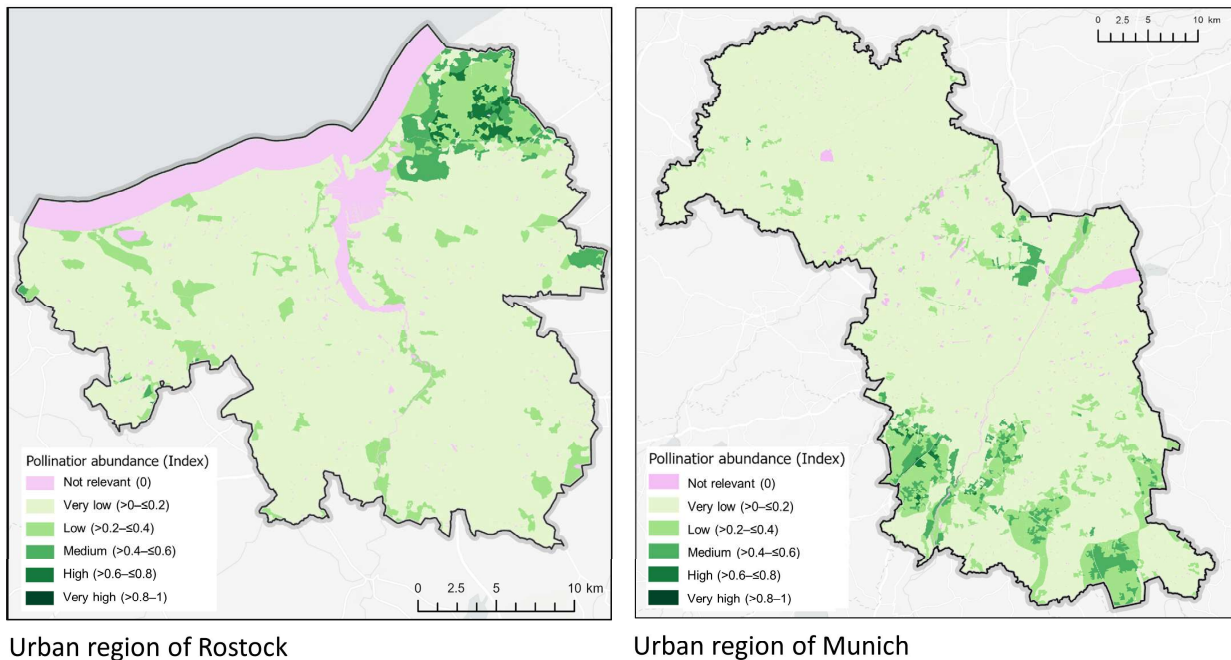 Pollinatior abundance (Index)
Not relevant (0)
Very low (>0–≤0.2)
Low (>0.2–≤0.4)
Medium (>0.4–≤0.6)
High (>0.6–≤0.8)
Very high (>0.8–1)
0 2.5 5 10 km
Urban region of Rostock
0 2.5 5 10 km
Pollinatior abundance (Index)
Not relevant (0)
Very low (>0–≤0.2)
Low (>0.2–≤0.4)
Medium (>0.4–≤0.6)
High (>0.6–≤0.8)
Very high (>0.8–1)
Urban region of Munich